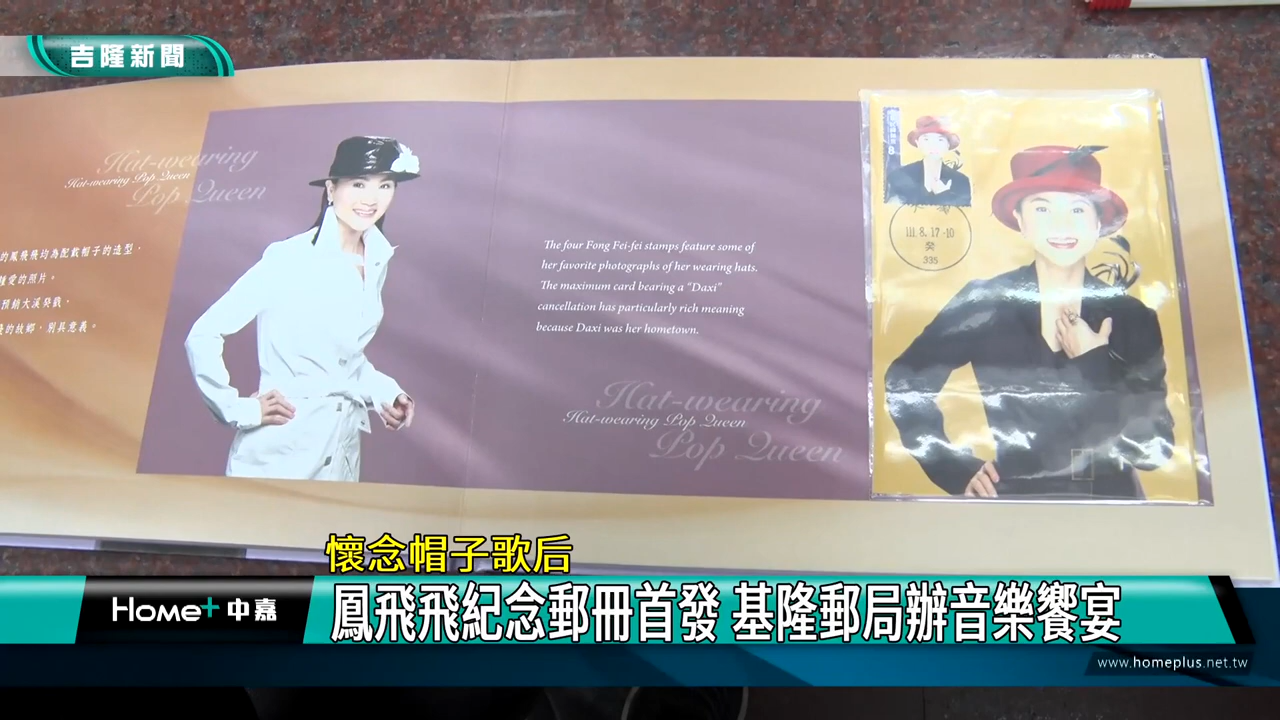 吉隆新聞
Hat-wearing
Hat-wearing Pop Queen
Pop Queen
的鳳飛飛均為配戴帽子的造型，
鍾愛的照片。
預銷大溪癸戳，
的故鄉，別具意義。
The four Fong Fei-fei stamps feature some of
her favorite photographs of her wearing hats.
The maximum card bearing a "Daxi"
cancellation has particularly rich meaning
because Daxi was her hometown.
Hat-wearing
Hat-wearing Pop Queen
Pop Queen
8
111.8.17-10
癸
335
懷念帽子歌后
Home+中嘉
鳳飛飛紀念郵冊首發 基隆郵局辦音樂饗宴
www.homeplus.net.tw